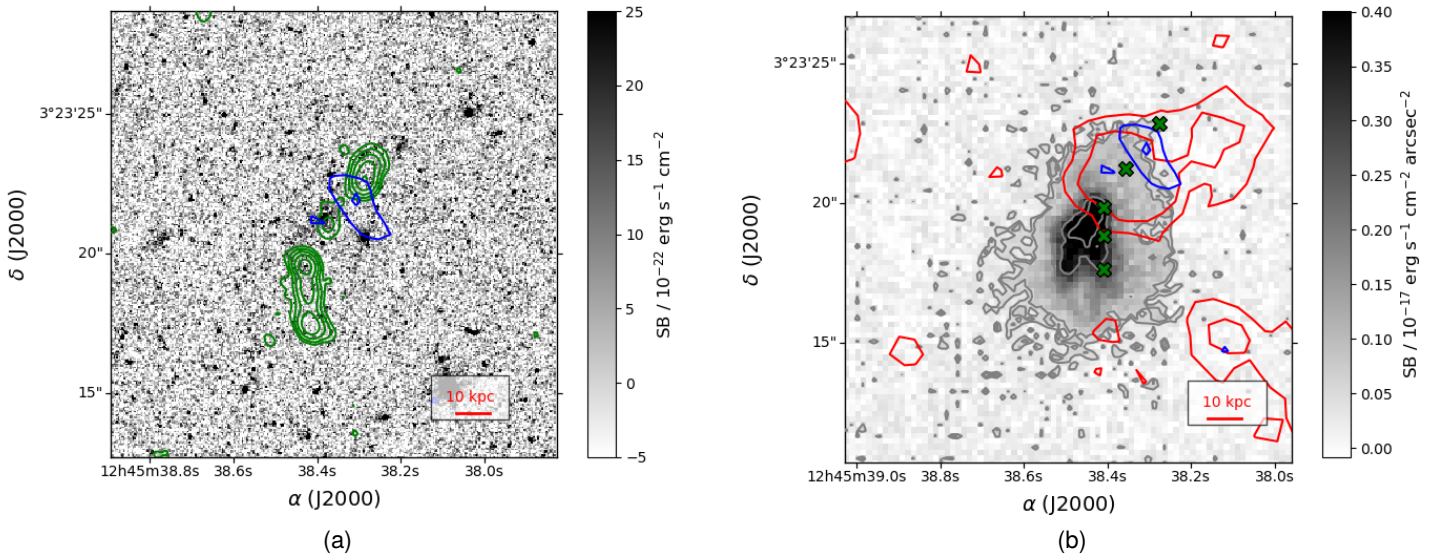 25
20
15
10
5
0
−5
SB / 10⁻²² erg s⁻¹ cm⁻²
3°23'25"
20"
15"
δ (J2000)
10 kpc
12h45m38.8s 38.6s 38.4s 38.2s 38.0s
α (J2000)
(a)
0.40
0.35
0.30
0.25
0.20
0.15
0.10
0.05
0.00
SB / 10⁻¹⁷ erg s⁻¹ cm⁻² arcsec⁻²
3°23'25"
20"
15"
δ (J2000)
10 kpc
12h45m39.0s 38.8s 38.6s 38.4s 38.2s 38.0s
α (J2000)
(b)